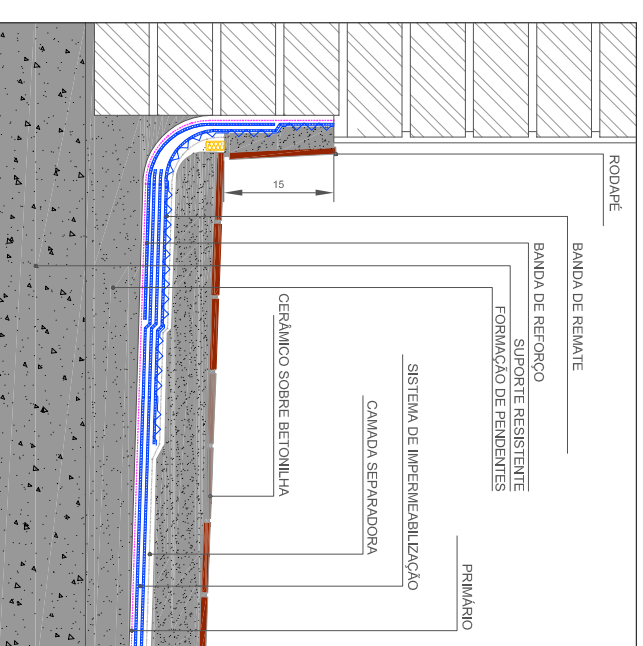 RODAPÉ
BANDA DE REMATE
BANDA DE REFORÇO
SUPORTE RESISTENTE
FORMAÇÃO DE PENDENTES
15
CERÂMICO SOBRE BETONILHA
SISTEMA DE IMPERMEABILIZAÇÃO
CAMADA SEPARADORA
PRIMÁRIO